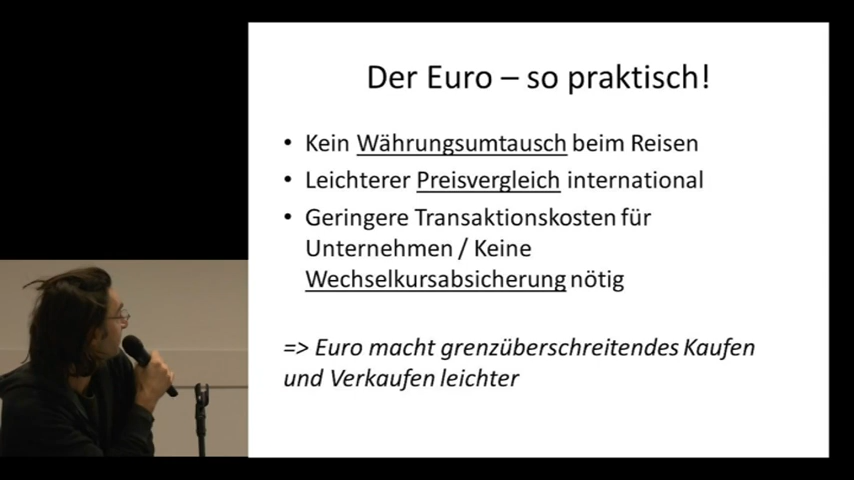 Der Euro – so praktisch!
• Kein Währungsumtausch beim Reisen
• Leichterer Preisvergleich international
• Geringere Transaktionskosten für
Unternehmen / Keine
Wechselkursabsicherung nötig
=> Euro macht grenzüberschreitendes Kaufen
und Verkaufen leichter